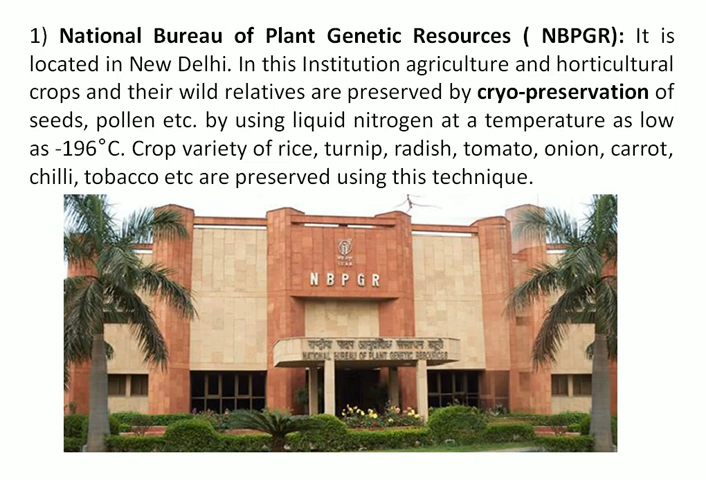 1) National Bureau of Plant Genetic Resources ( NBPGR): It is
located in New Delhi. In this Institution agriculture and horticultural
crops and their wild relatives are preserved by cryo-preservation of
seeds, pollen etc. by using liquid nitrogen at a temperature as low
as -196°C. Crop variety of rice, turnip, radish, tomato, onion, carrot,
chilli, tobacco etc are preserved using this technique.
NBPGR
राष्ट्रीय पादप आनुवंशिक संसाधन ब्यूरो
NATIONAL BUREAU OF PLANT GENETIC RESOURCES